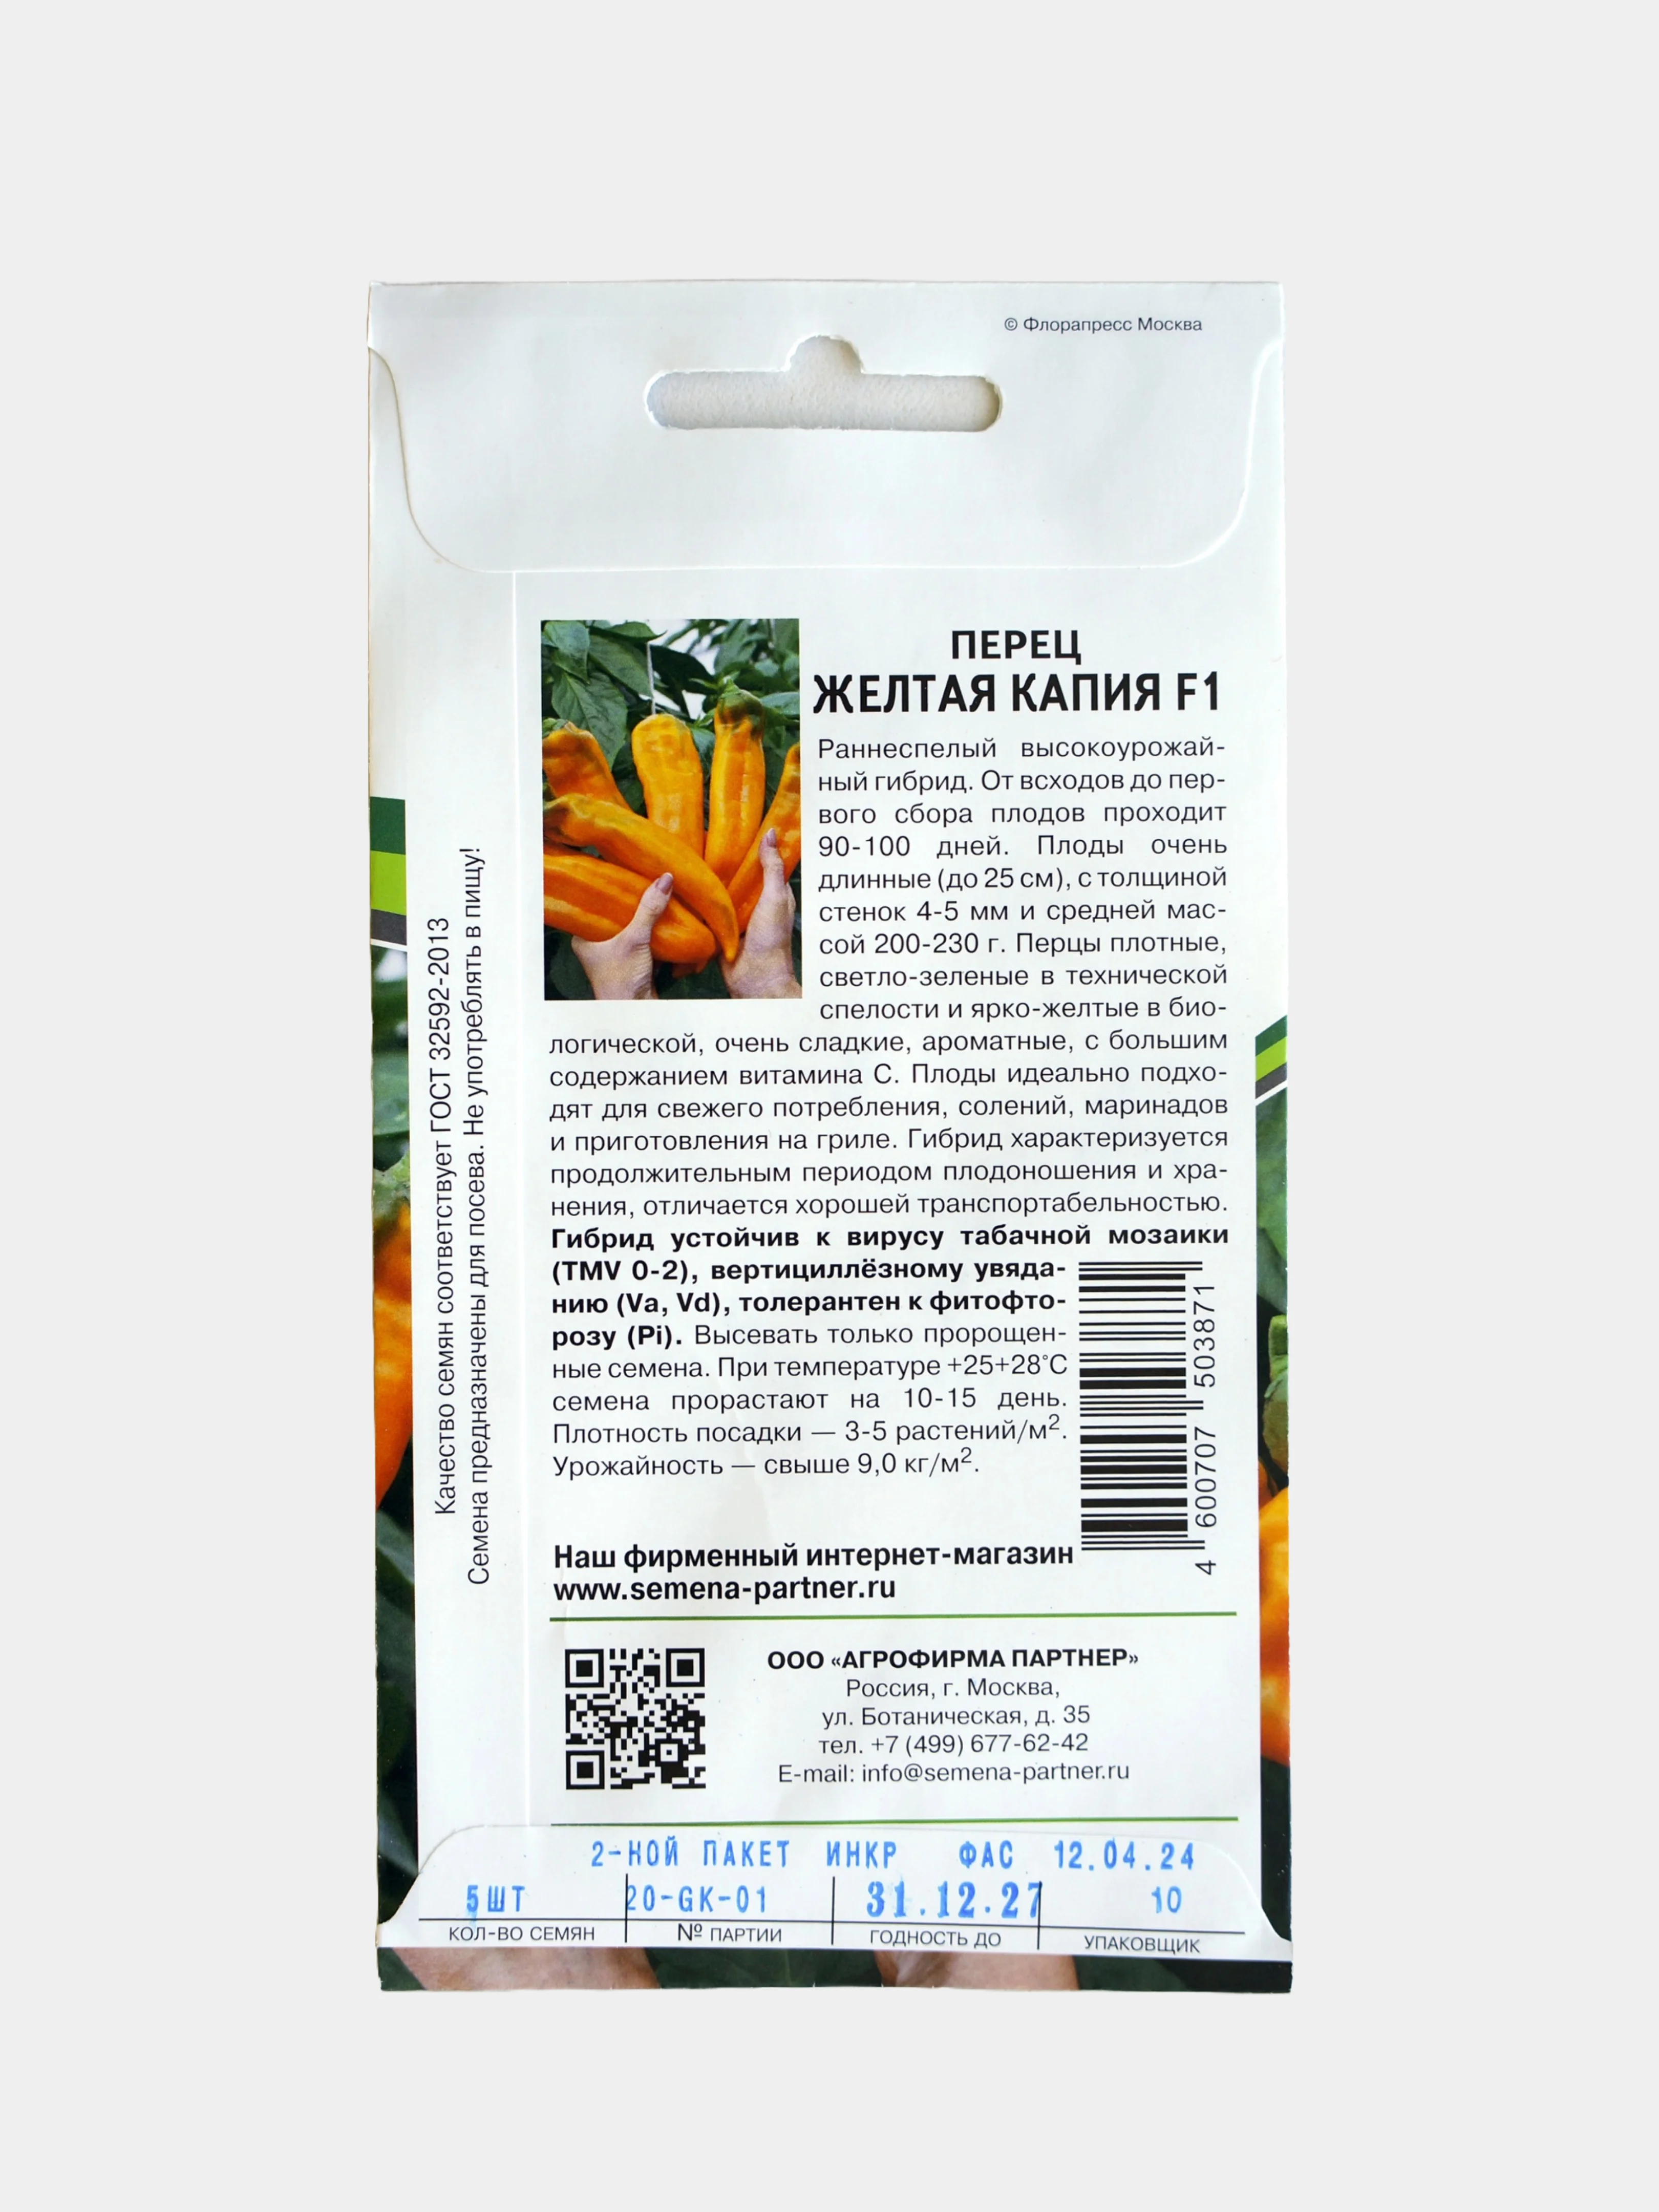 © Флорапресс Москва
ПЕРЕЦ
ЖЕЛТАЯ КАПИЯ F1
Раннеспелый высокоурожай-
ный гибрид. От всходов до пер-
вого сбора плодов проходит
90-100 дней. Плоды очень
длинные (до 25 см), с толщиной
стенок 4-5 мм и средней мас-
сой 200-230 г. Перцы плотные,
светло-зеленые в технической
спелости и ярко-желтые в био-
логической, очень сладкие, ароматные, с большим
содержанием витамина С. Плоды идеально подхо-
дят для свежего потребления, солений, маринадов
и приготовления на гриле. Гибрид характеризуется
продолжительным периодом плодоношения и хра-
нения, отличается хорошей транспортабельностью.
Гибрид устойчив к вирусу табачной мозаики
(TMV 0-2), вертициллёзному увяда-
нию (Va, Vd), толерантен к фитофто-
розу (Pi). Высевать только пророщен-
ные семена. При температуре +25+28°С
семена прорастают на 10-15 день.
Плотность посадки — 3-5 растений/м².
Урожайность — свыше 9,0 кг/м².
4 600707 503871
Наш фирменный интернет-магазин
www.semena-partner.ru
ООО «АГРОФИРМА ПАРТНЕР»
Россия, г. Москва,
ул. Ботаническая, д. 35
тел. +7 (499) 677-62-42
E-mail: info@semena-partner.ru
Качество семян соответствует ГОСТ 32592-2013
Семена предназначены для посева. Не употреблять в пищу!
2-НОЙ ПАКЕТ ИНКР ФАС 12.04.24
5ШТ 20-GK-01 31.12.27 10
КОЛ-ВО СЕМЯН № ПАРТИИ ГОДНОСТЬ ДО УПАКОВЩИК